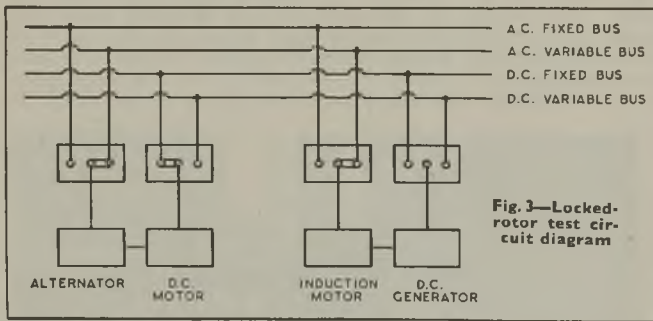 A.C. FIXED BUS
A.C. VARIABLE BUS
D.C. FIXED BUS
D.C. VARIABLE BUS
Fig. 3—Locked-
rotor test cir-
cuit diagram
ALTERNATOR
D.C.
MOTOR
INDUCTION
MOTOR
D.C.
GENERATOR